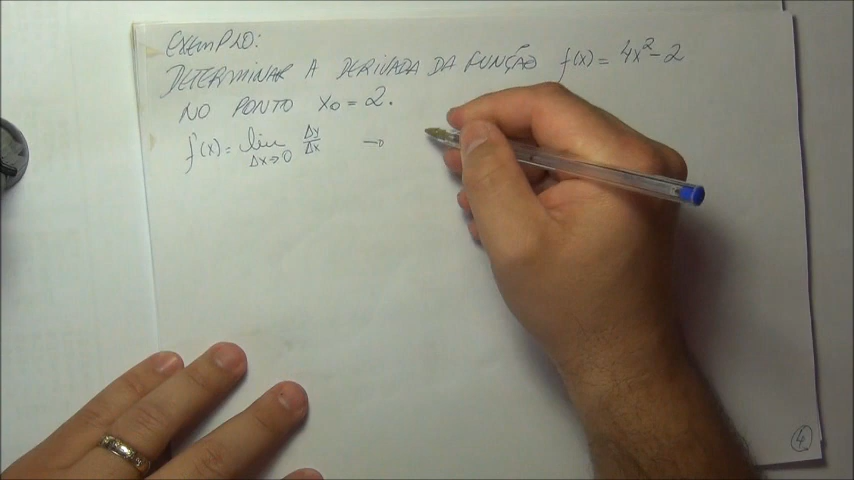 EXEMPLO:
DETERMINAR A DERIVADA DA FUNÇÃO f(x) = 4x² - 2
NO PONTO x₀ = 2.
f'(x) = lim Δx→0 Δy/Δx →
4